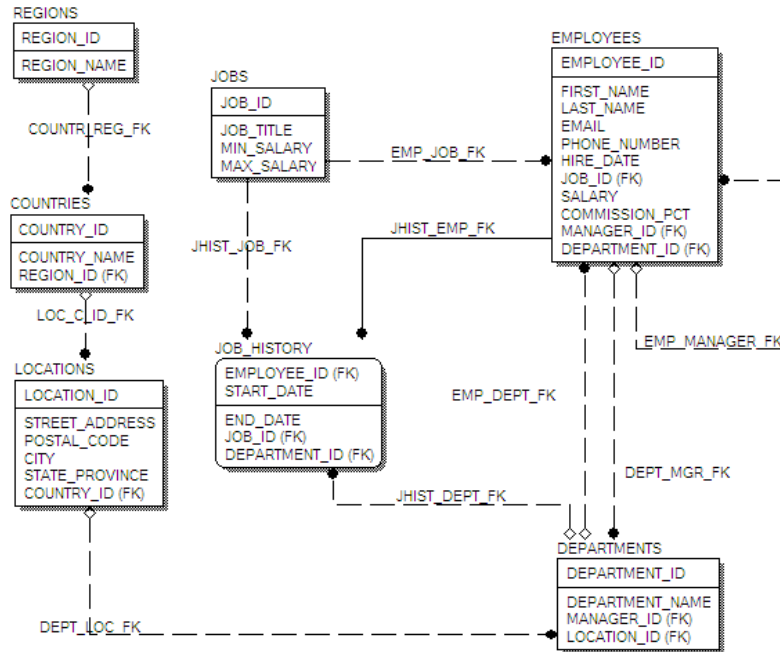 REGIONS
REGION_ID
REGION_NAME
COUNTR_REG_FK
COUNTRIES
COUNTRY_ID
COUNTRY_NAME
REGION_ID (FK)
LOC_C_ID_FK
LOCATIONS
LOCATION_ID
STREET_ADDRESS
POSTAL_CODE
CITY
STATE_PROVINCE
COUNTRY_ID (FK)
DEPT_LOC_FK
JOBS
JOB_ID
JOB_TITLE
MIN_SALARY
MAX_SALARY
EMP_JOB_FK
JHIST_JOB_FK
JHIST_EMP_FK
JOB_HISTORY
EMPLOYEE_ID (FK)
START_DATE
END_DATE
JOB_ID (FK)
DEPARTMENT_ID (FK)
JHIST_DEPT_FK
EMPLOYEES
EMPLOYEE_ID
FIRST_NAME
LAST_NAME
EMAIL
PHONE_NUMBER
HIRE_DATE
JOB_ID (FK)
SALARY
COMMISSION_PCT
MANAGER_ID (FK)
DEPARTMENT_ID (FK)
EMP_MANAGER_FK
EMP_DEPT_FK
DEPT_MGR_FK
DEPARTMENTS
DEPARTMENT_ID
DEPARTMENT_NAME
MANAGER_ID (FK)
LOCATION_ID (FK)